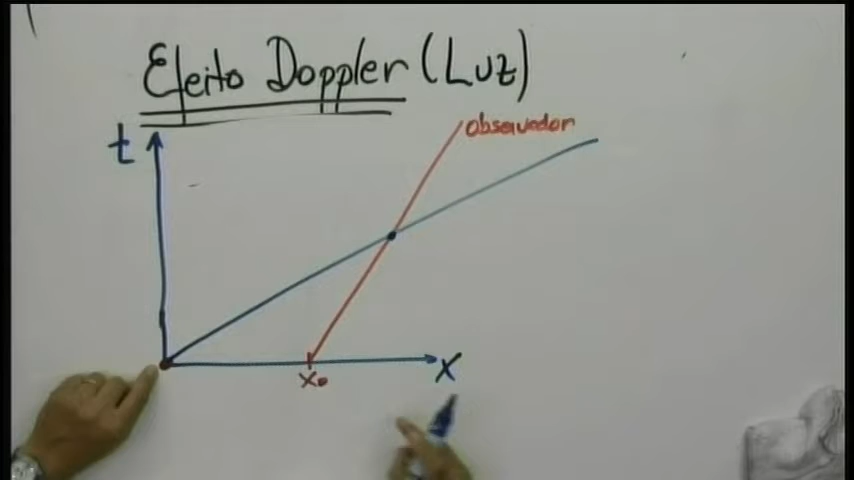 Efeito Doppler (Luz)
t
observador
x
x₀